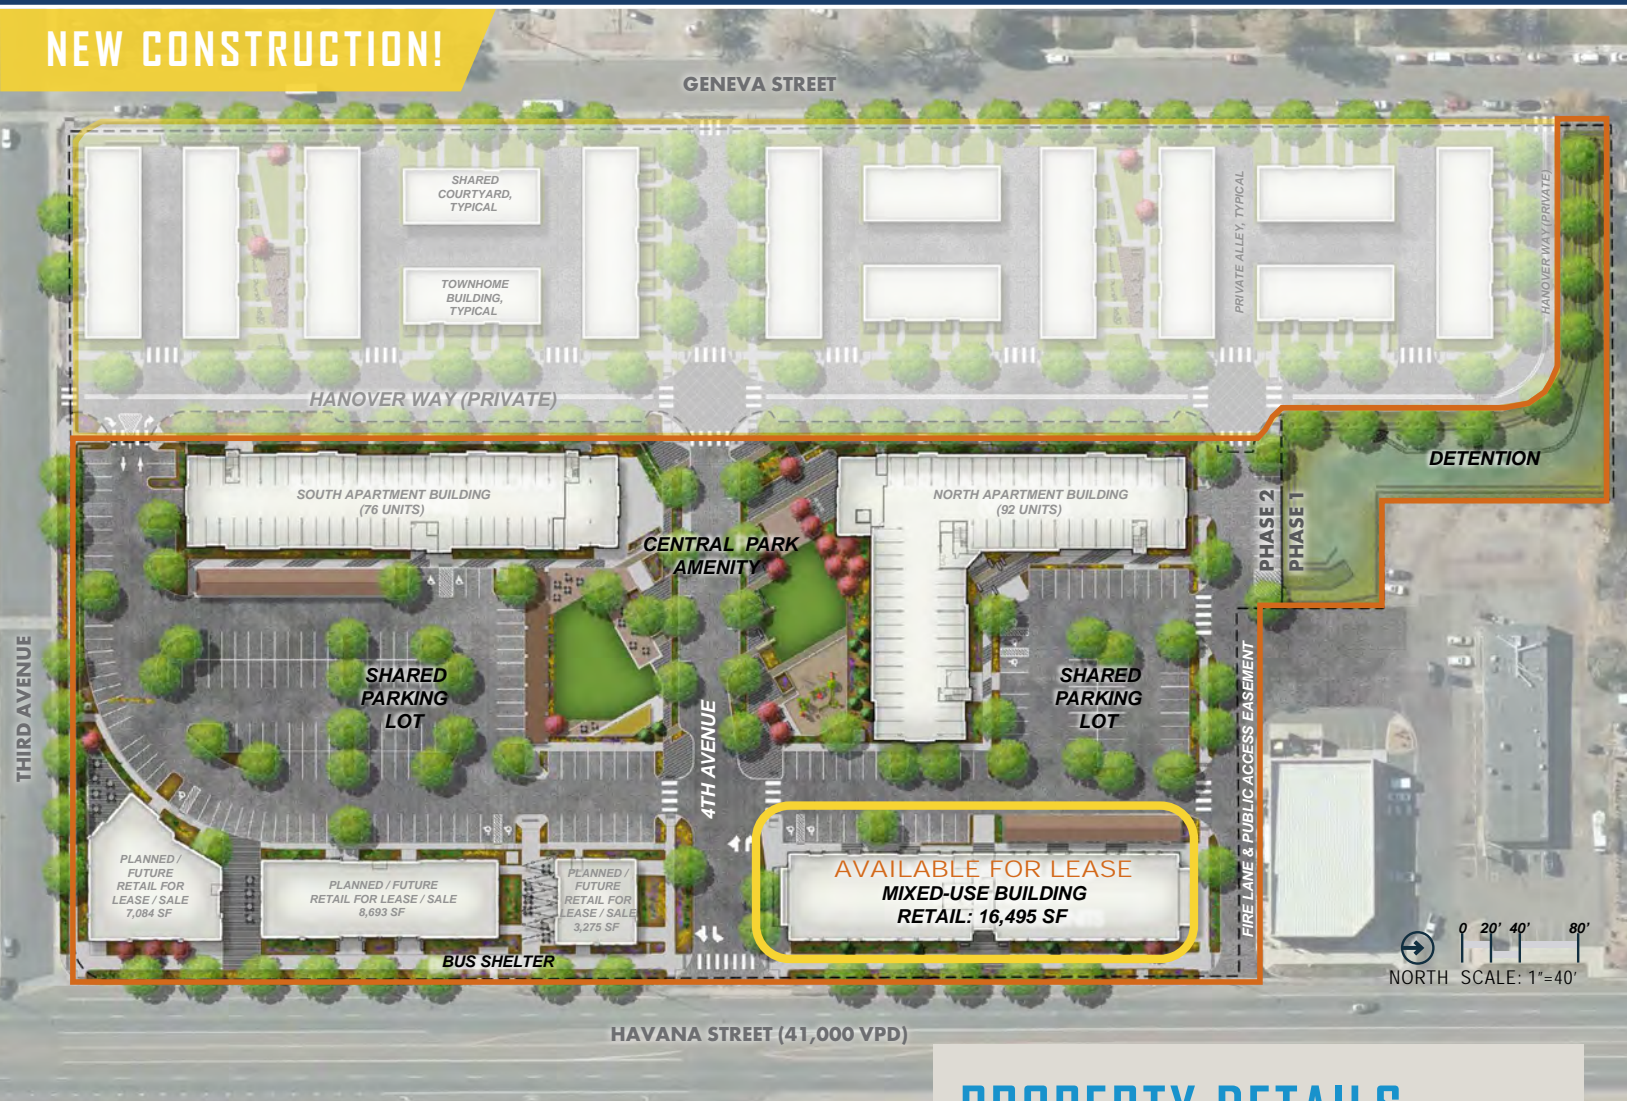 NEW CONSTRUCTION!
GENEVA STREET
SHARED
COURTYARD,
TYPICAL
TOWNHOME
BUILDING,
TYPICAL
PRIVATE ALLEY, TYPICAL
HANOVER WAY (PRIVATE)
HANOVER WAY (PRIVATE)
DETENTION
SOUTH APARTMENT BUILDING
(76 UNITS)
NORTH APARTMENT BUILDING
(92 UNITS)
PHASE 2
PHASE 1
CENTRAL PARK
AMENITY
THIRD AVENUE
SHARED
PARKING
LOT
4TH AVENUE
SHARED
PARKING
LOT
FIRE LANE & PUBLIC ACCESS EASEMENT
PLANNED /
FUTURE
RETAIL FOR
LEASE / SALE
7,084 SF
PLANNED / FUTURE
RETAIL FOR LEASE / SALE
8,693 SF
PLANNED /
FUTURE
RETAIL FOR
LEASE / SALE
3,275 SF
AVAILABLE FOR LEASE
MIXED-USE BUILDING
RETAIL: 16,495 SF
BUS SHELTER
0 20' 40' 80'
NORTH SCALE: 1"=40'
HAVANA STREET (41,000 VPD)
PROPERTY DETAILS